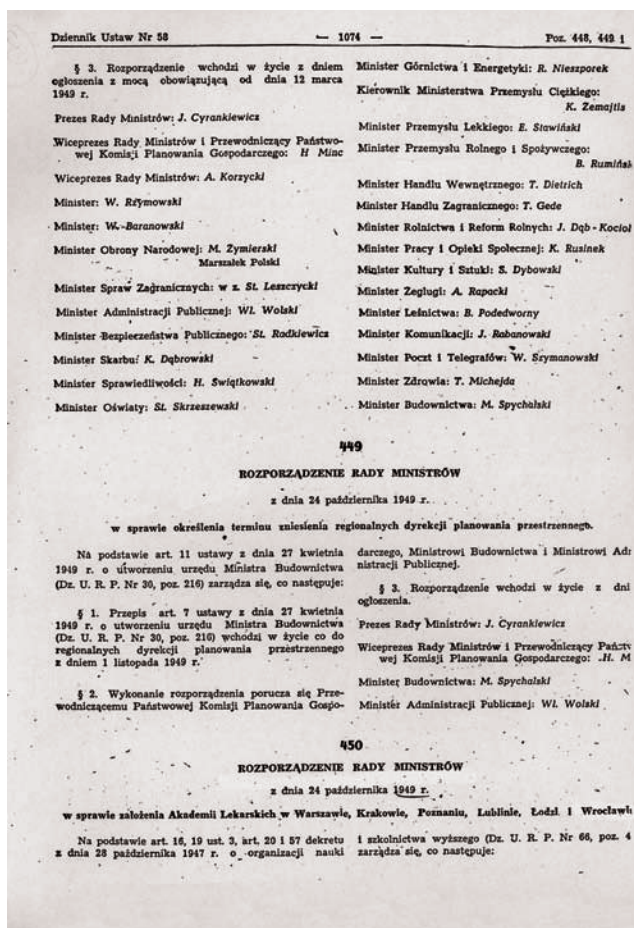 Dziennik Ustaw Nr 58 — 1074 — Poz. 448, 449 i
§ 3. Rozporządzenie wchodzi w życie z dniem
ogłoszenia z mocą obowiązującą od dnia 12 marca
1949 r.
Prezes Rady Ministrów: J. Cyrankiewicz
Wiceprezes Rady Ministrów i Przewodniczący Państwo-
wej Komisji Planowania Gospodarczego: H Minc
Wiceprezes Rady Ministrów: A. Korzycki
Minister: W. Rzymowski
Minister: W. Baranowski
Minister Obrony Narodowej: M. Żymierski
Marszałek Polski
Minister Spraw Zagranicznych: w z. St. Leszczycki
Minister Administracji Publicznej: Wł. Wolski
Minister Bezpieczeństwa Publicznego: St. Radkiewicz
Minister Skarbu: K. Dąbrowski
Minister Sprawiedliwości: H. Świątkowski
Minister Oświaty: St. Skrzeszewski
Minister Górnictwa i Energetyki: R. Nieszporek
Kierownik Ministerstwa Przemysłu Ciężkiego:
K. Żemajtis
Minister Przemysłu Lekkiego: E. Stawiński
Minister Przemysłu Rolnego i Spożywczego:
B. Rumińsk
Minister Handlu Wewnętrznego: T. Dietrich
Minister Handlu Zagranicznego: T. Gede
Minister Rolnictwa i Reform Rolnych: J. Dąb-Kocioł
Minister Pracy i Opieki Społecznej: K. Rusinek
Minister Kultury i Sztuki: S. Dybowski
Minister Żeglugi: A. Rapacki
Minister Leśnictwa: B. Podedworny
Minister Komunikacji: J. Rabanowski
Minister Poczt i Telegrafów: W. Szymanowski
Minister Zdrowia: T. Michejda
Minister Budownictwa: M. Spychalski
449
ROZPORZĄDZENIE RADY MINISTRÓW
z dnia 24 października 1949 r.
w sprawie określenia terminu zniesienia regionalnych dyrekcji planowania przestrzennego.
Na podstawie art. 11 ustawy z dnia 27 kwietnia
1949 r. o utworzeniu urzędu Ministra Budownictwa
(Dz. U. R. P. Nr 30, poz. 216) zarządza się, co następuje:
§ 1. Przepis art. 7 ustawy z dnia 27 kwietnia
1949 r. o utworzeniu urzędu Ministra Budownictwa
(Dz. U. R. P. Nr 30, poz. 216) wchodzi w życie co do
regionalnych dyrekcji planowania przestrzennego
z dniem 1 listopada 1949 r.
§ 2. Wykonanie rozporządzenia porucza się Prze-
wodniczącemu Państwowej Komisji Planowania Gospo-
darczego, Ministrowi Budownictwa i Ministrowi Adm
nistracji Publicznej.
§ 3. Rozporządzenie wchodzi w życie z dni
ogłoszenia.
Prezes Rady Ministrów: J. Cyrankiewicz
Wiceprezes Rady Ministrów i Przewodniczący Państw
wej Komisji Planowania Gospodarczego: H. M
Minister Budownictwa: M. Spychalski
Minister Administracji Publicznej: Wł. Wolski
450
ROZPORZĄDZENIE RADY MINISTRÓW
z dnia 24 października 1949 r.
w sprawie założenia Akademii Lekarskich w Warszawie, Krakowie, Poznaniu, Lublinie, Łodzi i Wrocławi
Na podstawie art. 16, 19 ust. 3, art. 20 i 57 dekretu
z dnia 28 października 1947 r. o organizacji nauki
i szkolnictwa wyższego (Dz. U. R. P. Nr 66, poz. 4
zarządza się, co następuje: